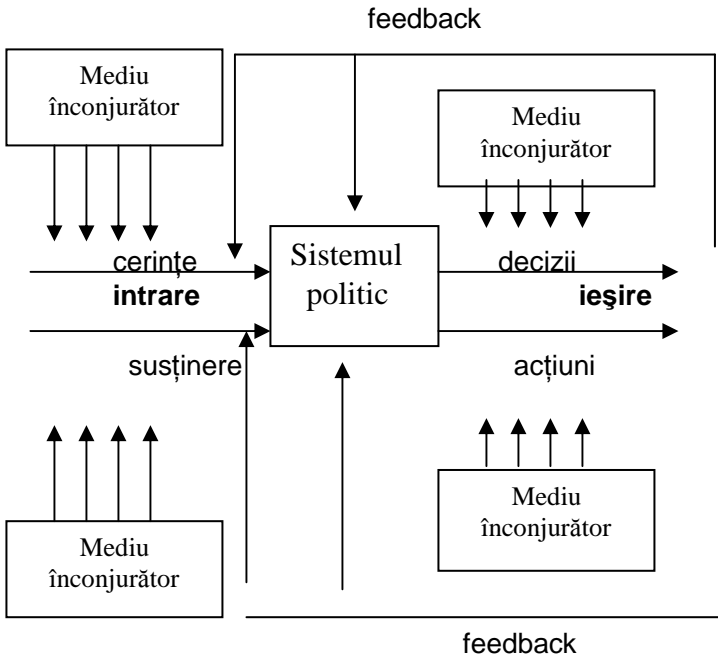 feedback
Mediu
înconjurător
Mediu
înconjurător
cerințe
intrare
Sistemul
politic
decizii
ieşire
susținere
acțiuni
Mediu
înconjurător
Mediu
înconjurător
feedback